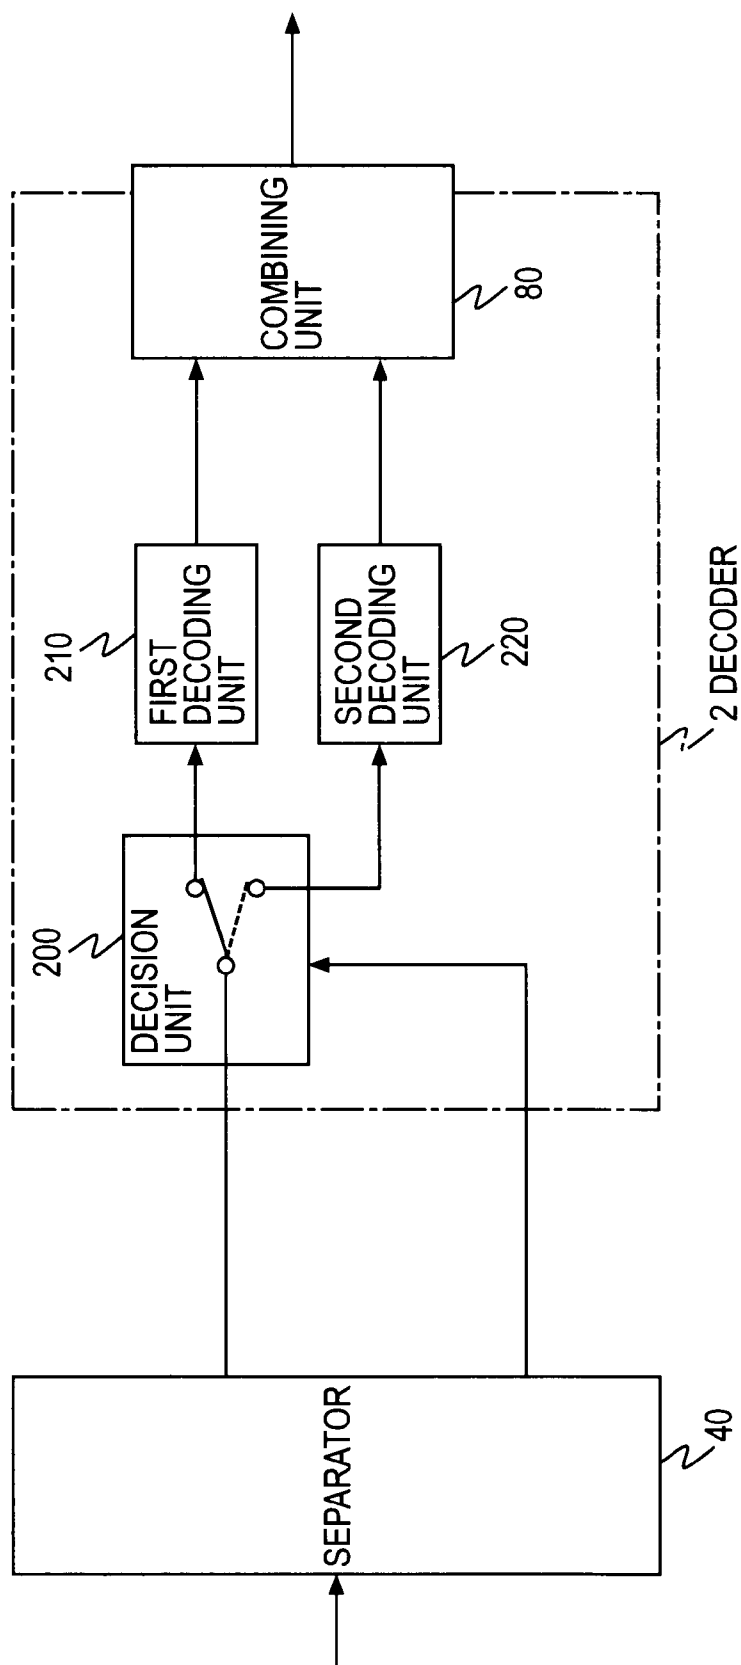 SEPARATOR
40
200
DECISION
UNIT
210
FIRST
DECODING
UNIT
SECOND
DECODING
UNIT
220
COMBINING
UNIT
80
2 DECODER